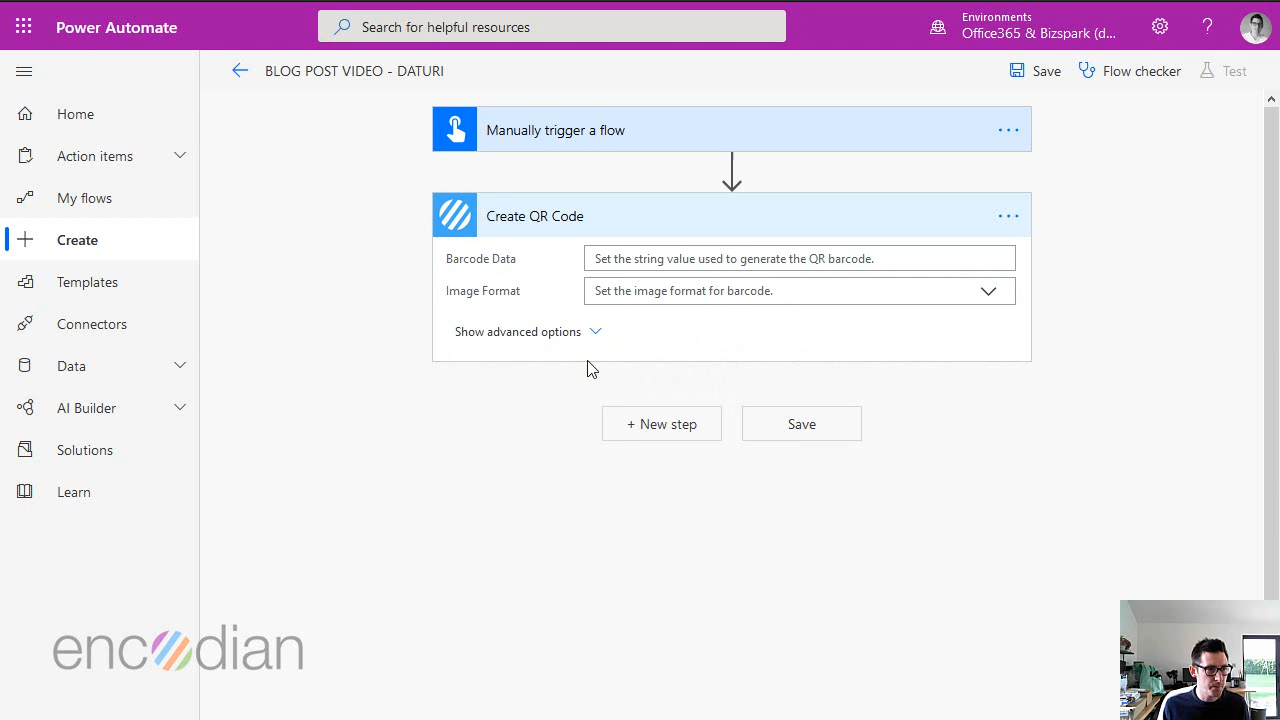 Power Automate
Search for helpful resources
Environments
Office365 & Bizspark (d...
?
BLOG POST VIDEO - DATURI
Save
Flow checker
Test
Home
Action items
My flows
Create
Templates
Connectors
Data
AI Builder
Solutions
Learn
Manually trigger a flow
Create QR Code
Barcode Data
Set the string value used to generate the QR barcode.
Image Format
Set the image format for barcode.
Show advanced options
+ New step
Save
encodian